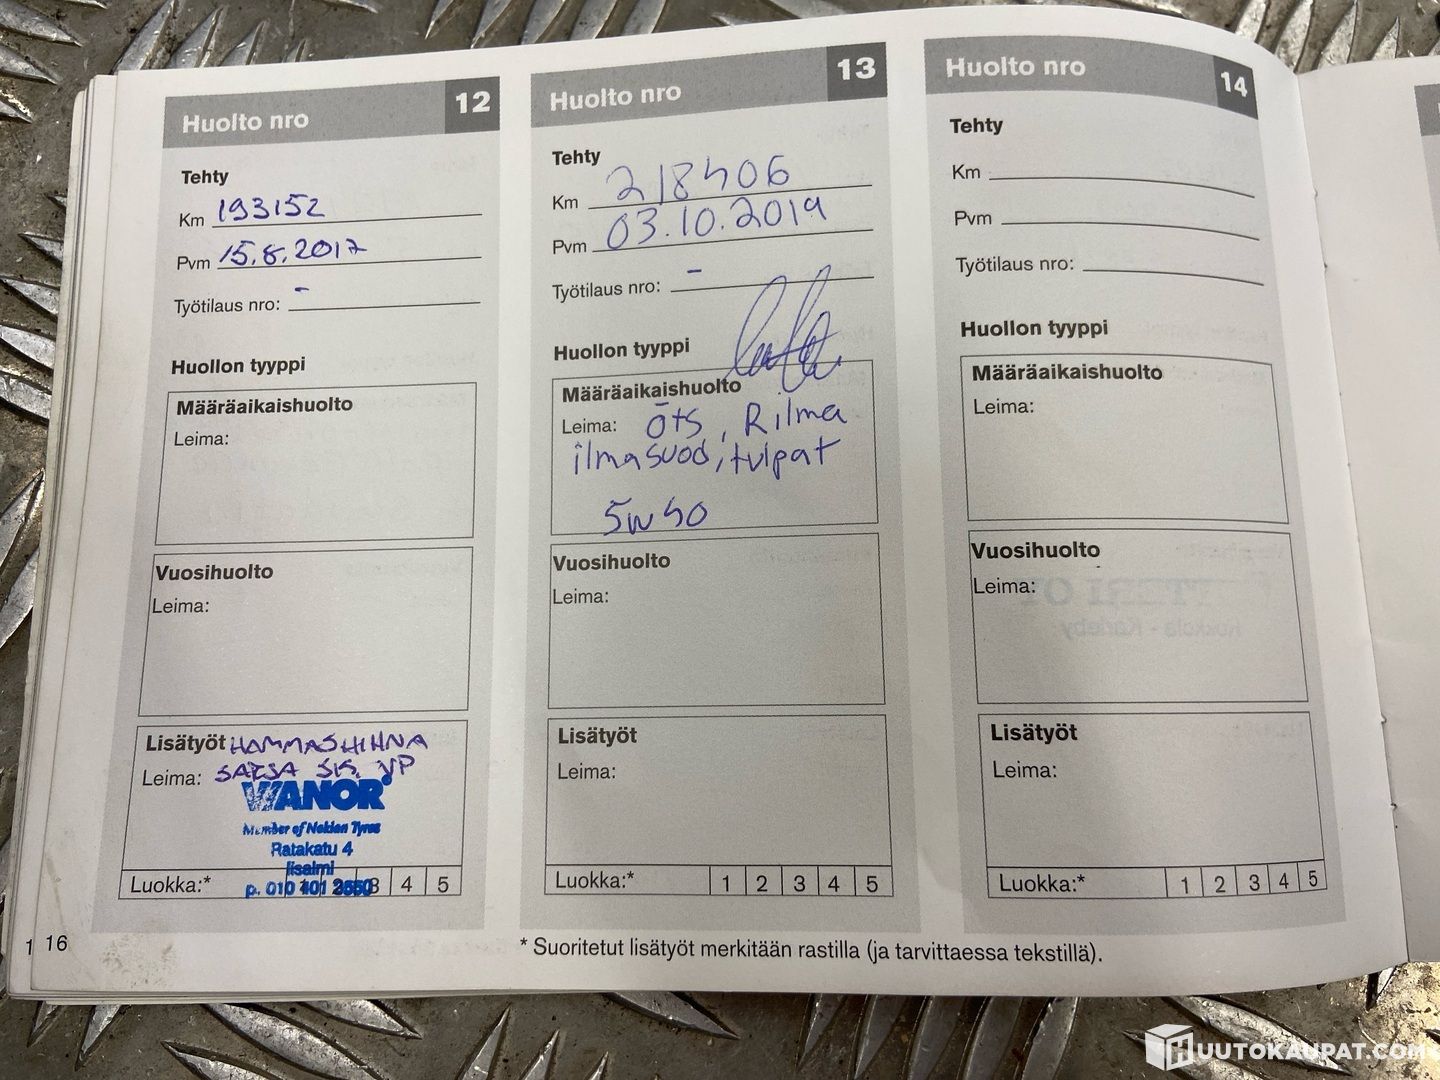 Huolto nro 12
Tehty
Km 193152
Pvm 15.8.2017
Työtilaus nro: -
Huollon tyyppi
Määräaikaishuolto
Leima:
Vuosihuolto
Leima:
Lisätyöt HAMMASHIHNA
Leima: SARJA SIS. VP
VIANOR
Member of Nokian Tyres
Ratakatu 4
Iisalmi
p. 010 401 2650
Luokka:* 3 4 5
Huolto nro 13
Tehty
Km 218406
Pvm 03.10.2019
Työtilaus nro: -
Huollon tyyppi
Määräaikaishuolto
Leima: öts, Rilma
ilmasuod, tulpat
5w40
Vuosihuolto
Leima:
Lisätyöt
Leima:
Luokka:* 1 2 3 4 5
Huolto nro 14
Tehty
Km
Pvm
Työtilaus nro:
Huollon tyyppi
Määräaikaishuolto
Leima:
Vuosihuolto
Leima:
Lisätyöt
Leima:
Luokka:* 1 2 3 4 5
1 16
* Suoritetut lisätyöt merkitään rastilla (ja tarvittaessa tekstillä).
HUUTOKAUPAT.COM